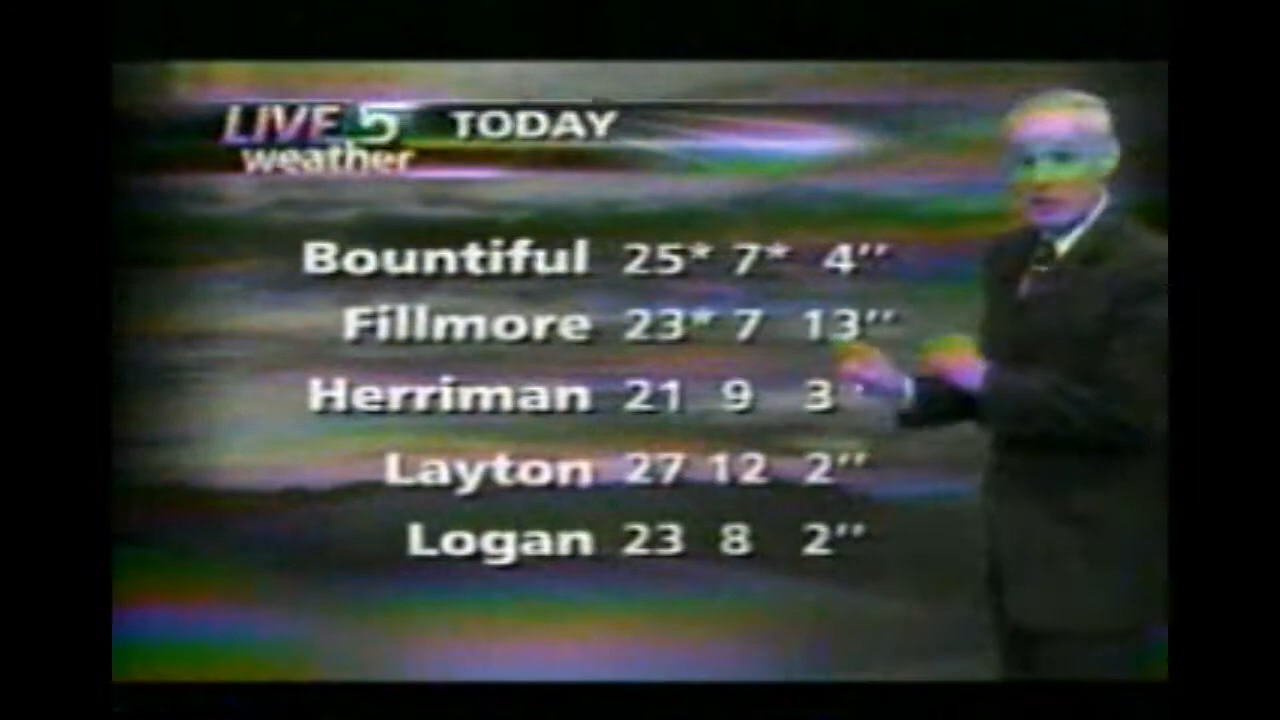 LIVE 5 TODAY
weather
Bountiful 25* 7* 4"
Fillmore 23* 7 13"
Herriman 21 9 3"
Layton 27 12 2"
Logan 23 8 2"